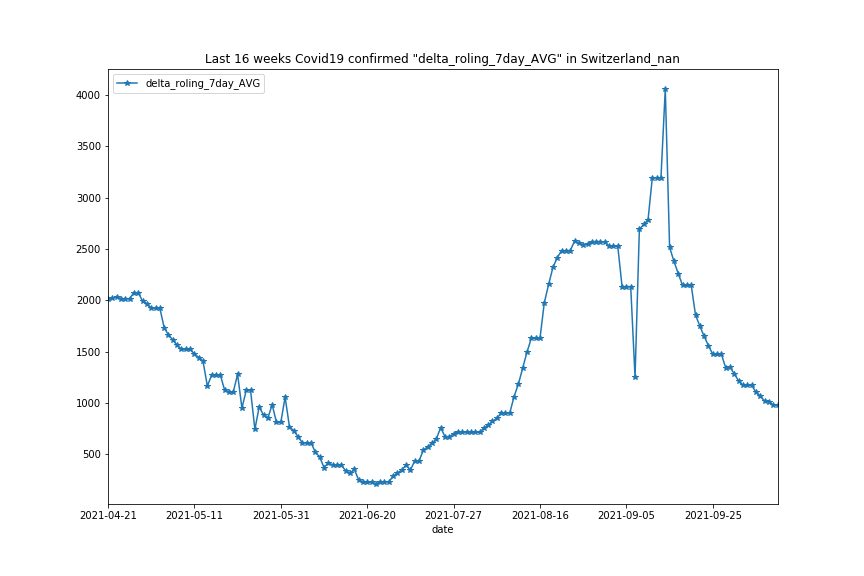 Last 16 weeks Covid19 confirmed "delta_roling_7day_AVG" in Switzerland_nan
delta_roling_7day_AVG
4000
3500
3000
2500
2000
1500
1000
500
2021-04-21 2021-05-11 2021-05-31 2021-06-20 2021-07-27 2021-08-16 2021-09-05 2021-09-25
date